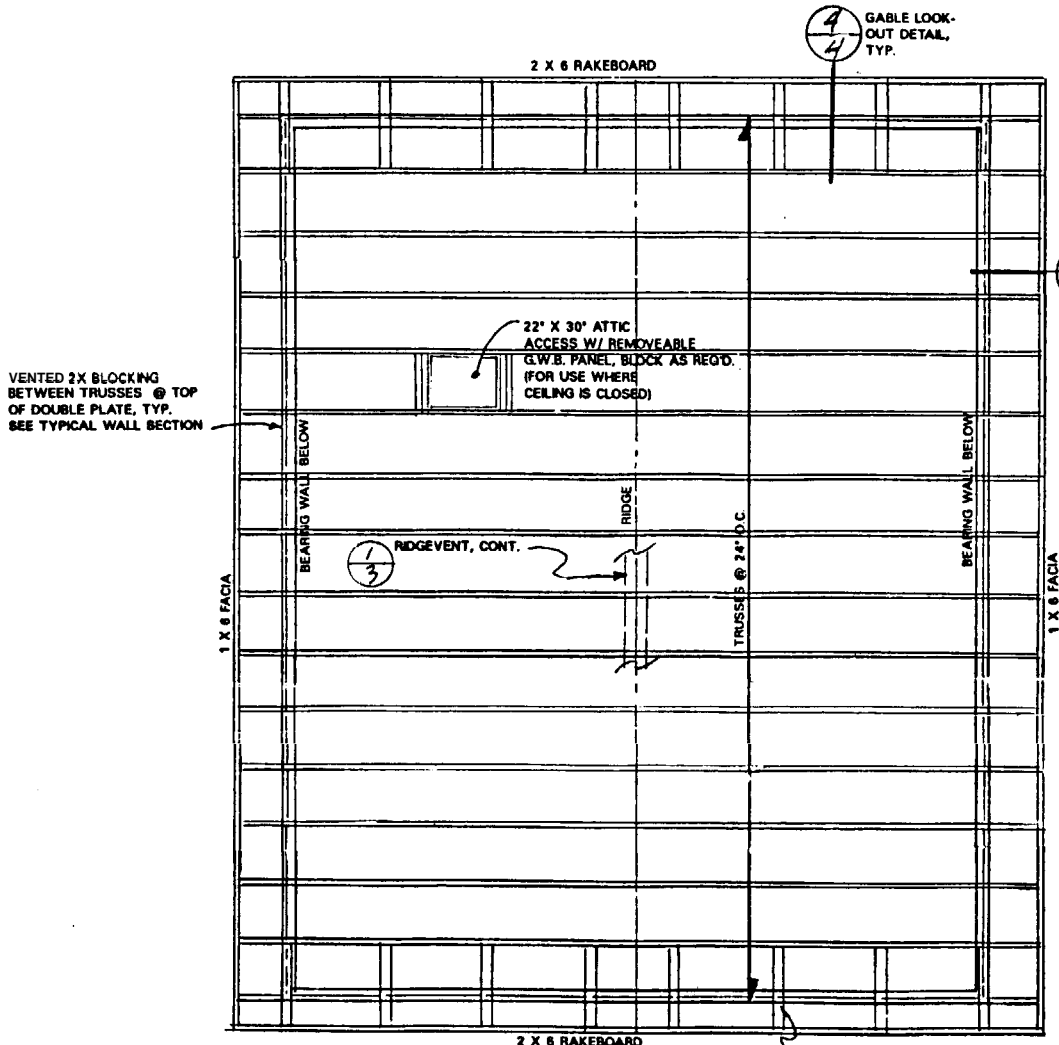 4
4
GABLE LOOK-
OUT DETAIL,
TYP.
2 X 6 RAKEBOARD
22" X 30" ATTIC
ACCESS W/ REMOVEABLE
G.W.B. PANEL, BLOCK AS REQ'D.
(FOR USE WHERE
CEILING IS CLOSED)
VENTED 2X BLOCKING
BETWEEN TRUSSES @ TOP
OF DOUBLE PLATE, TYP.
SEE TYPICAL WALL SECTION
BEARING WALL BELOW
RIDGE
TRUSSES @ 24" O.C.
BEARING WALL BELOW
1
3
RIDGEVENT, CONT.
1 X 6 FACIA
1 X 6 FACIA
2 X 6 RAKEBOARD